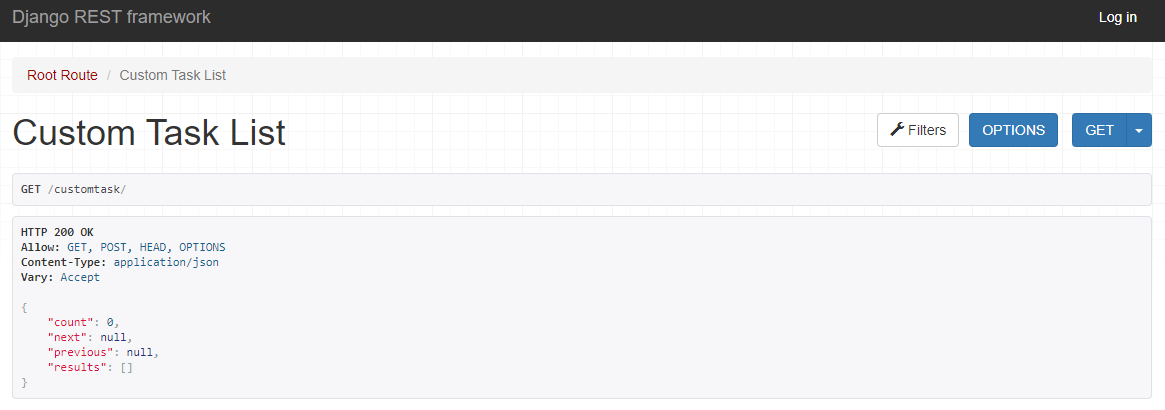 Django REST framework
Log in
Root Route / Custom Task List
Custom Task List
Filters
OPTIONS
GET
GET /customtask/
HTTP 200 OK
Allow: GET, POST, HEAD, OPTIONS
Content-Type: application/json
Vary: Accept
{
    "count": 0,
    "next": null,
    "previous": null,
    "results": []
}